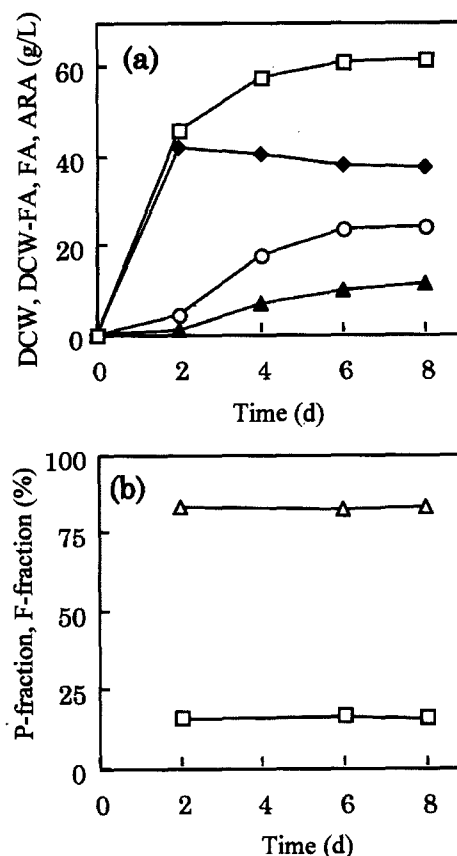 DCW, DCW-FA, FA, ARA (g/L)
(a)
60
40
20
0
0 2 4 6 8
Time (d)
P-fraction, F-fraction (%)
(b)
100
75
50
25
0
0 2 4 6 8
Time (d)